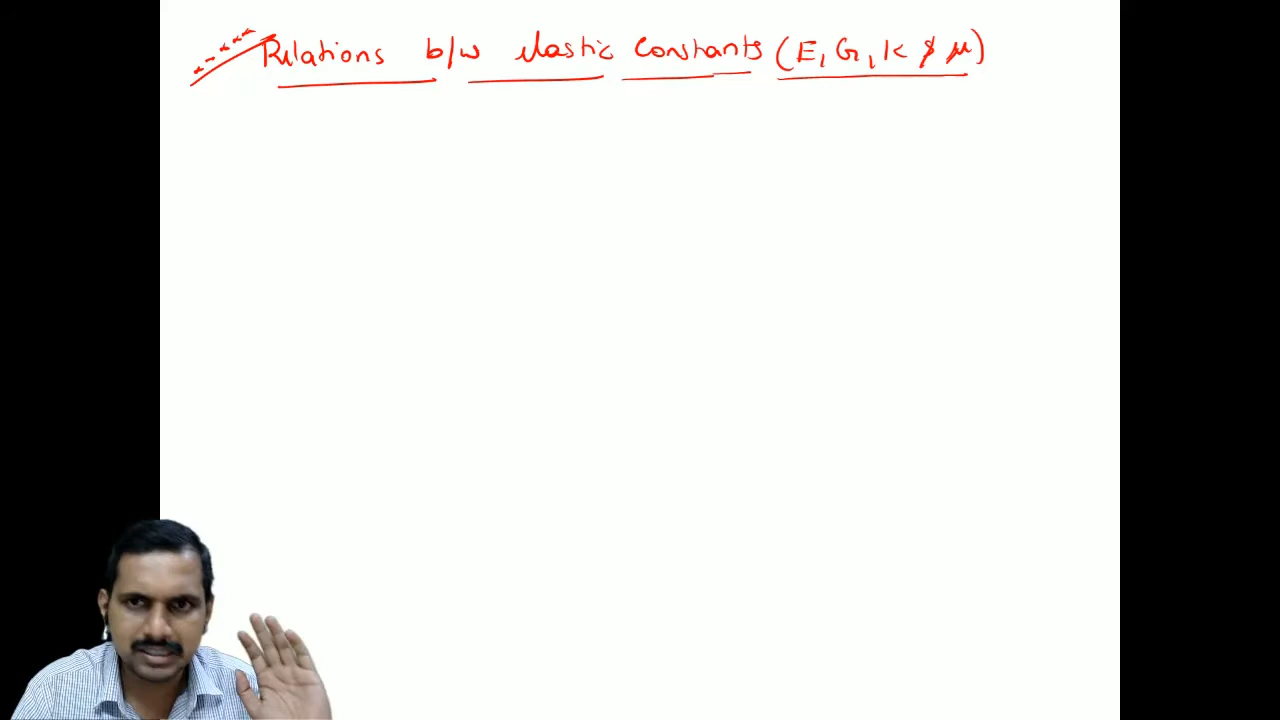 Relations b/w elastic constants (E, G, K & μ)